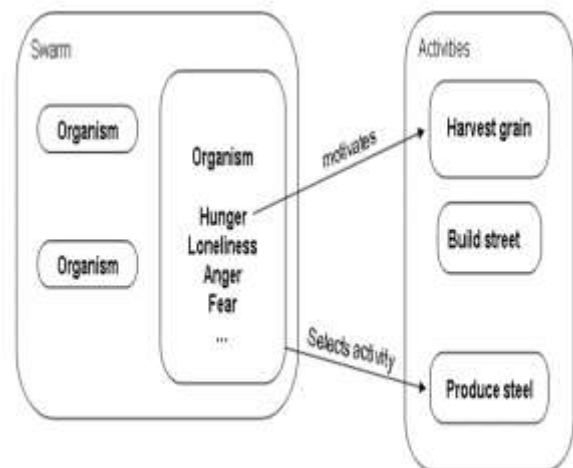 Swarm
Organism
Organism
Organism
Hunger
Loneliness
Anger
Fear
...
motivates
Selects activity
Activities
Harvest grain
Build street
Produce steel